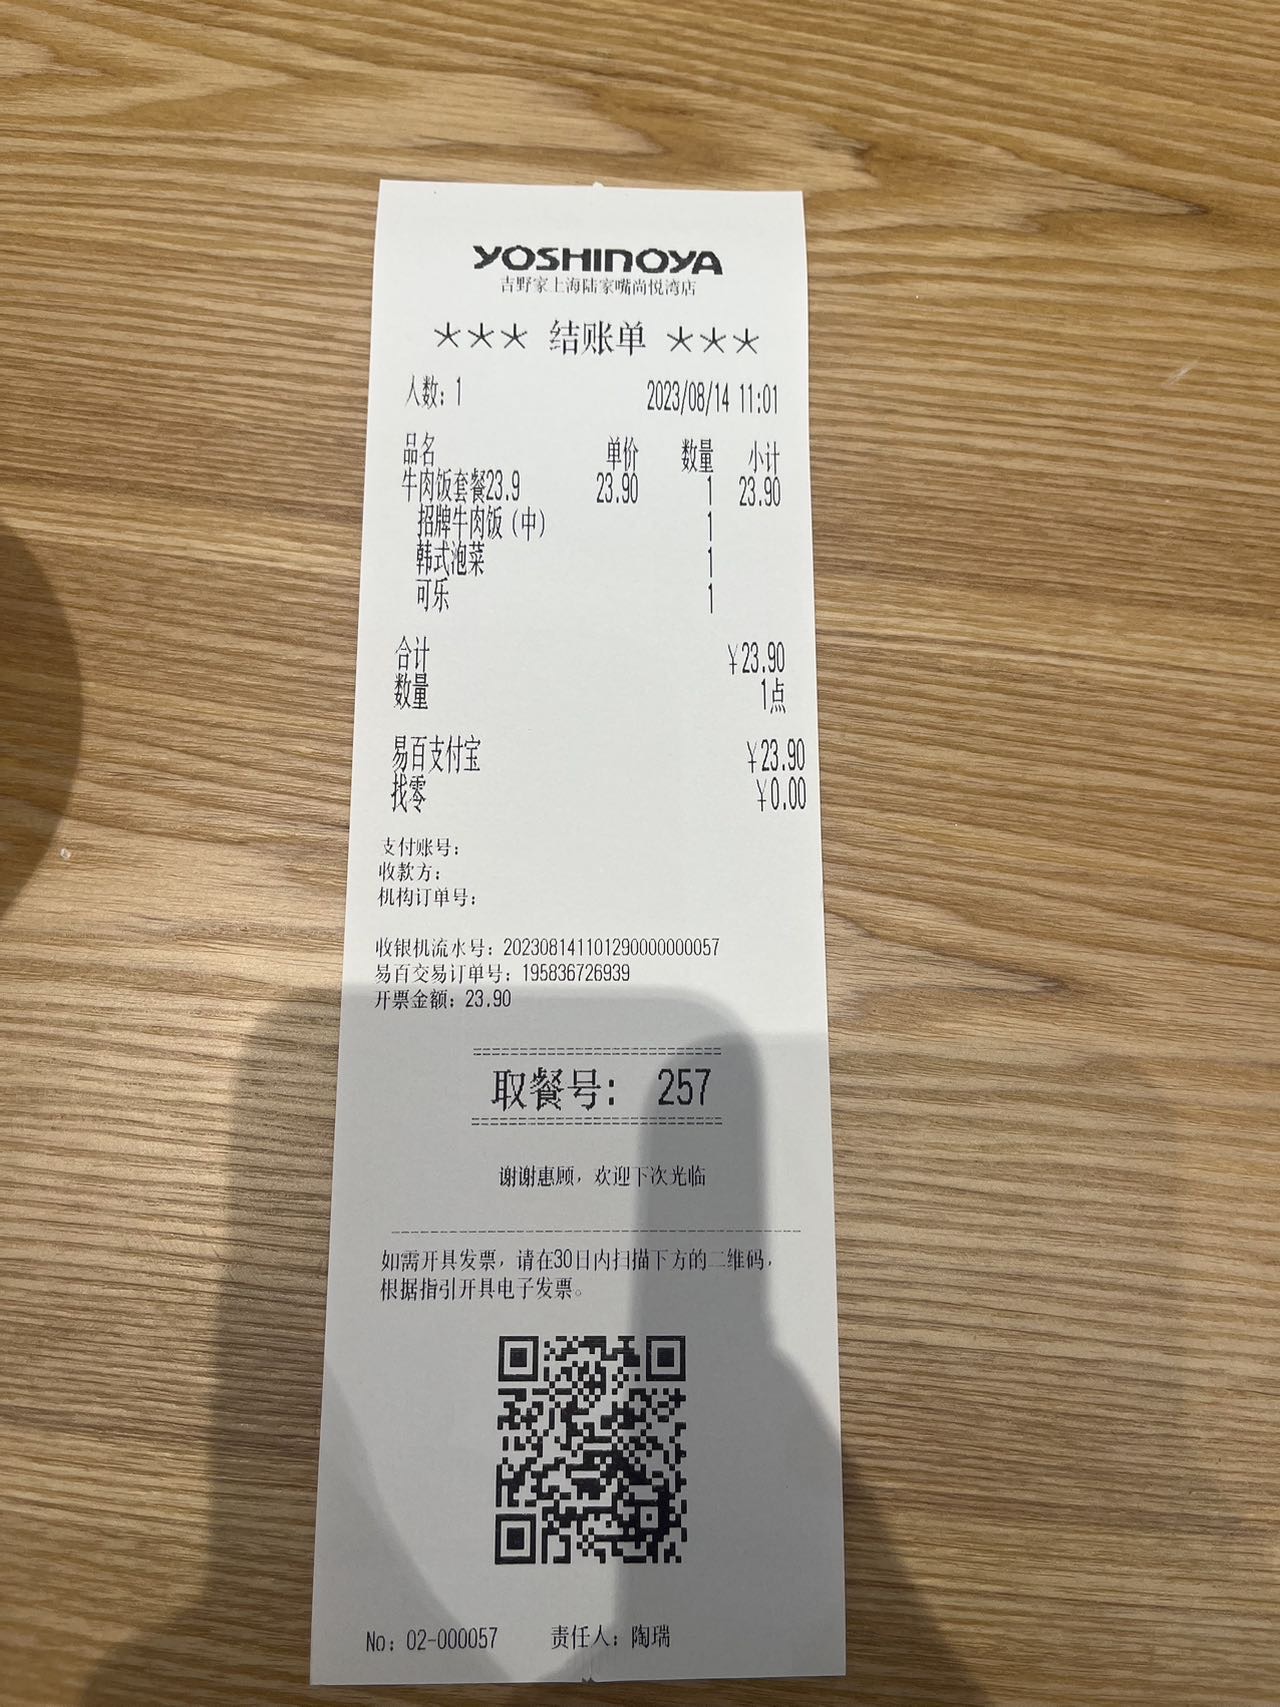 YOSHINOYA
吉野家上海陆家嘴尚悦湾店
*** 结账单 ***
人数: 1 2023/08/14 11:01
品名 单价 数量 小计
牛肉饭套餐23.9 23.90 1 23.90
招牌牛肉饭(中) 1
韩式泡菜 1
可乐 1
合计 ¥23.90
数量 1点
易百支付宝 ¥23.90
找零 ¥0.00
支付账号:
收款方:
机构订单号:
收银机流水号: 202308141101290000000057
易百交易订单号: 195836726939
开票金额: 23.90
取餐号: 257
谢谢惠顾, 欢迎下次光临
如需开具发票, 请在30日内扫描下方的二维码,
根据指引开具电子发票。
No: 02-000057 责任人: 陶瑞